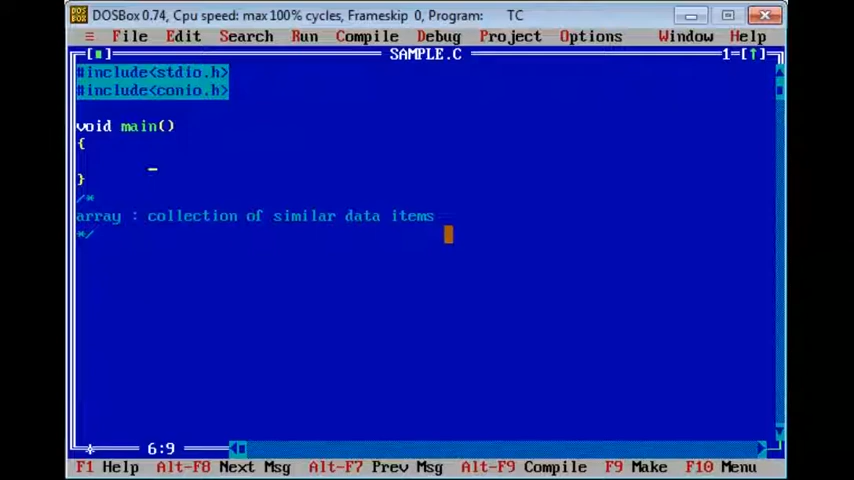 DOSBox 0.74, Cpu speed: max 100% cycles, Frameskip 0, Program: TC
≡ File Edit Search Run Compile Debug Project Options Window Help
[■] SAMPLE.C 1=[↑]
#include<stdio.h>
#include<conio.h>
void main()
{
}
/*
array : collection of similar data items
*/
6:9
F1 Help Alt-F8 Next Msg Alt-F7 Prev Msg Alt-F9 Compile F9 Make F10 Menu